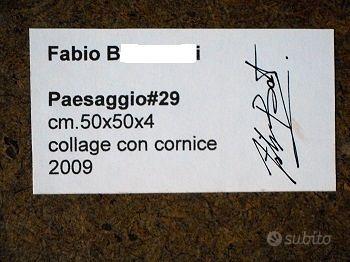 Fabio B i
Paesaggio#29
cm.50x50x4
collage con cornice
2009
subito